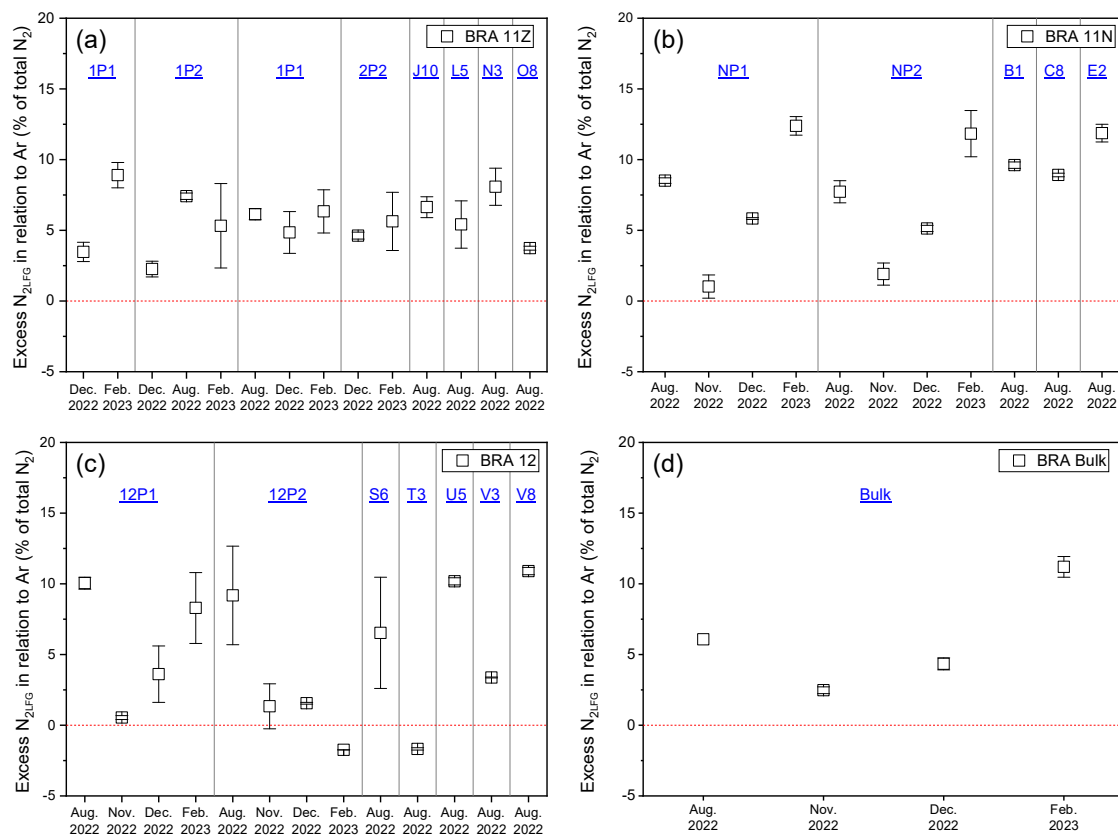 Excess N2LFG in relation to Ar (% of total N2)
20
15
10
5
0
-5
(a)
BRA 11Z
1P1 1P2 1P1 2P2 J10 L5 N3 O8
Dec. Feb. Dec. Aug. Feb. Aug. Dec. Feb. Dec. Feb. Aug. Aug. Aug. Aug.
2022 2023 2022 2022 2023 2022 2022 2023 2022 2023 2022 2022 2022 2022
Excess N2LFG in relation to Ar (% of total N2)
20
15
10
5
0
-5
(b)
BRA 11N
NP1 NP2 B1 C8 E2
Aug. Nov. Dec. Feb. Aug. Nov. Dec. Feb. Aug. Aug. Aug.
2022 2022 2022 2023 2022 2022 2022 2023 2022 2022 2022
Excess N2LFG in relation to Ar (% of total N2)
20
15
10
5
0
-5
(c)
BRA 12
12P1 12P2 S6 T3 U5 V3 V8
Aug. Nov. Dec. Feb. Aug. Nov. Dec. Feb. Aug. Aug. Aug. Aug. Aug.
2022 2022 2022 2023 2022 2022 2022 2023 2022 2022 2022 2022 2022
Excess N2LFG in relation to Ar (% of total N2)
20
15
10
5
0
-5
(d)
BRA Bulk
Bulk
Aug. Nov. Dec. Feb.
2022 2022 2022 2023